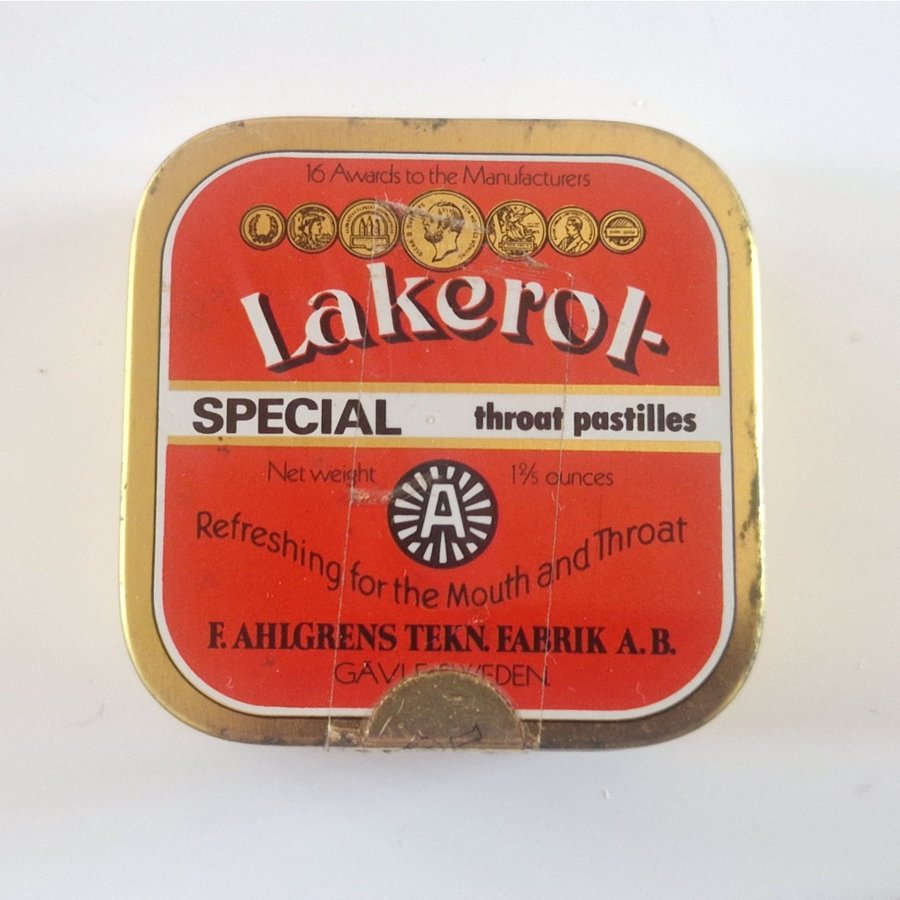 16 Awards to the Manufacturers
Lakerol
SPECIAL throat pastilles
Net weight 1⅖ ounces
A
Refreshing for the Mouth and Throat
F. AHLGRENS TEKN. FABRIK A.B.
GÄVLE SWEDEN.